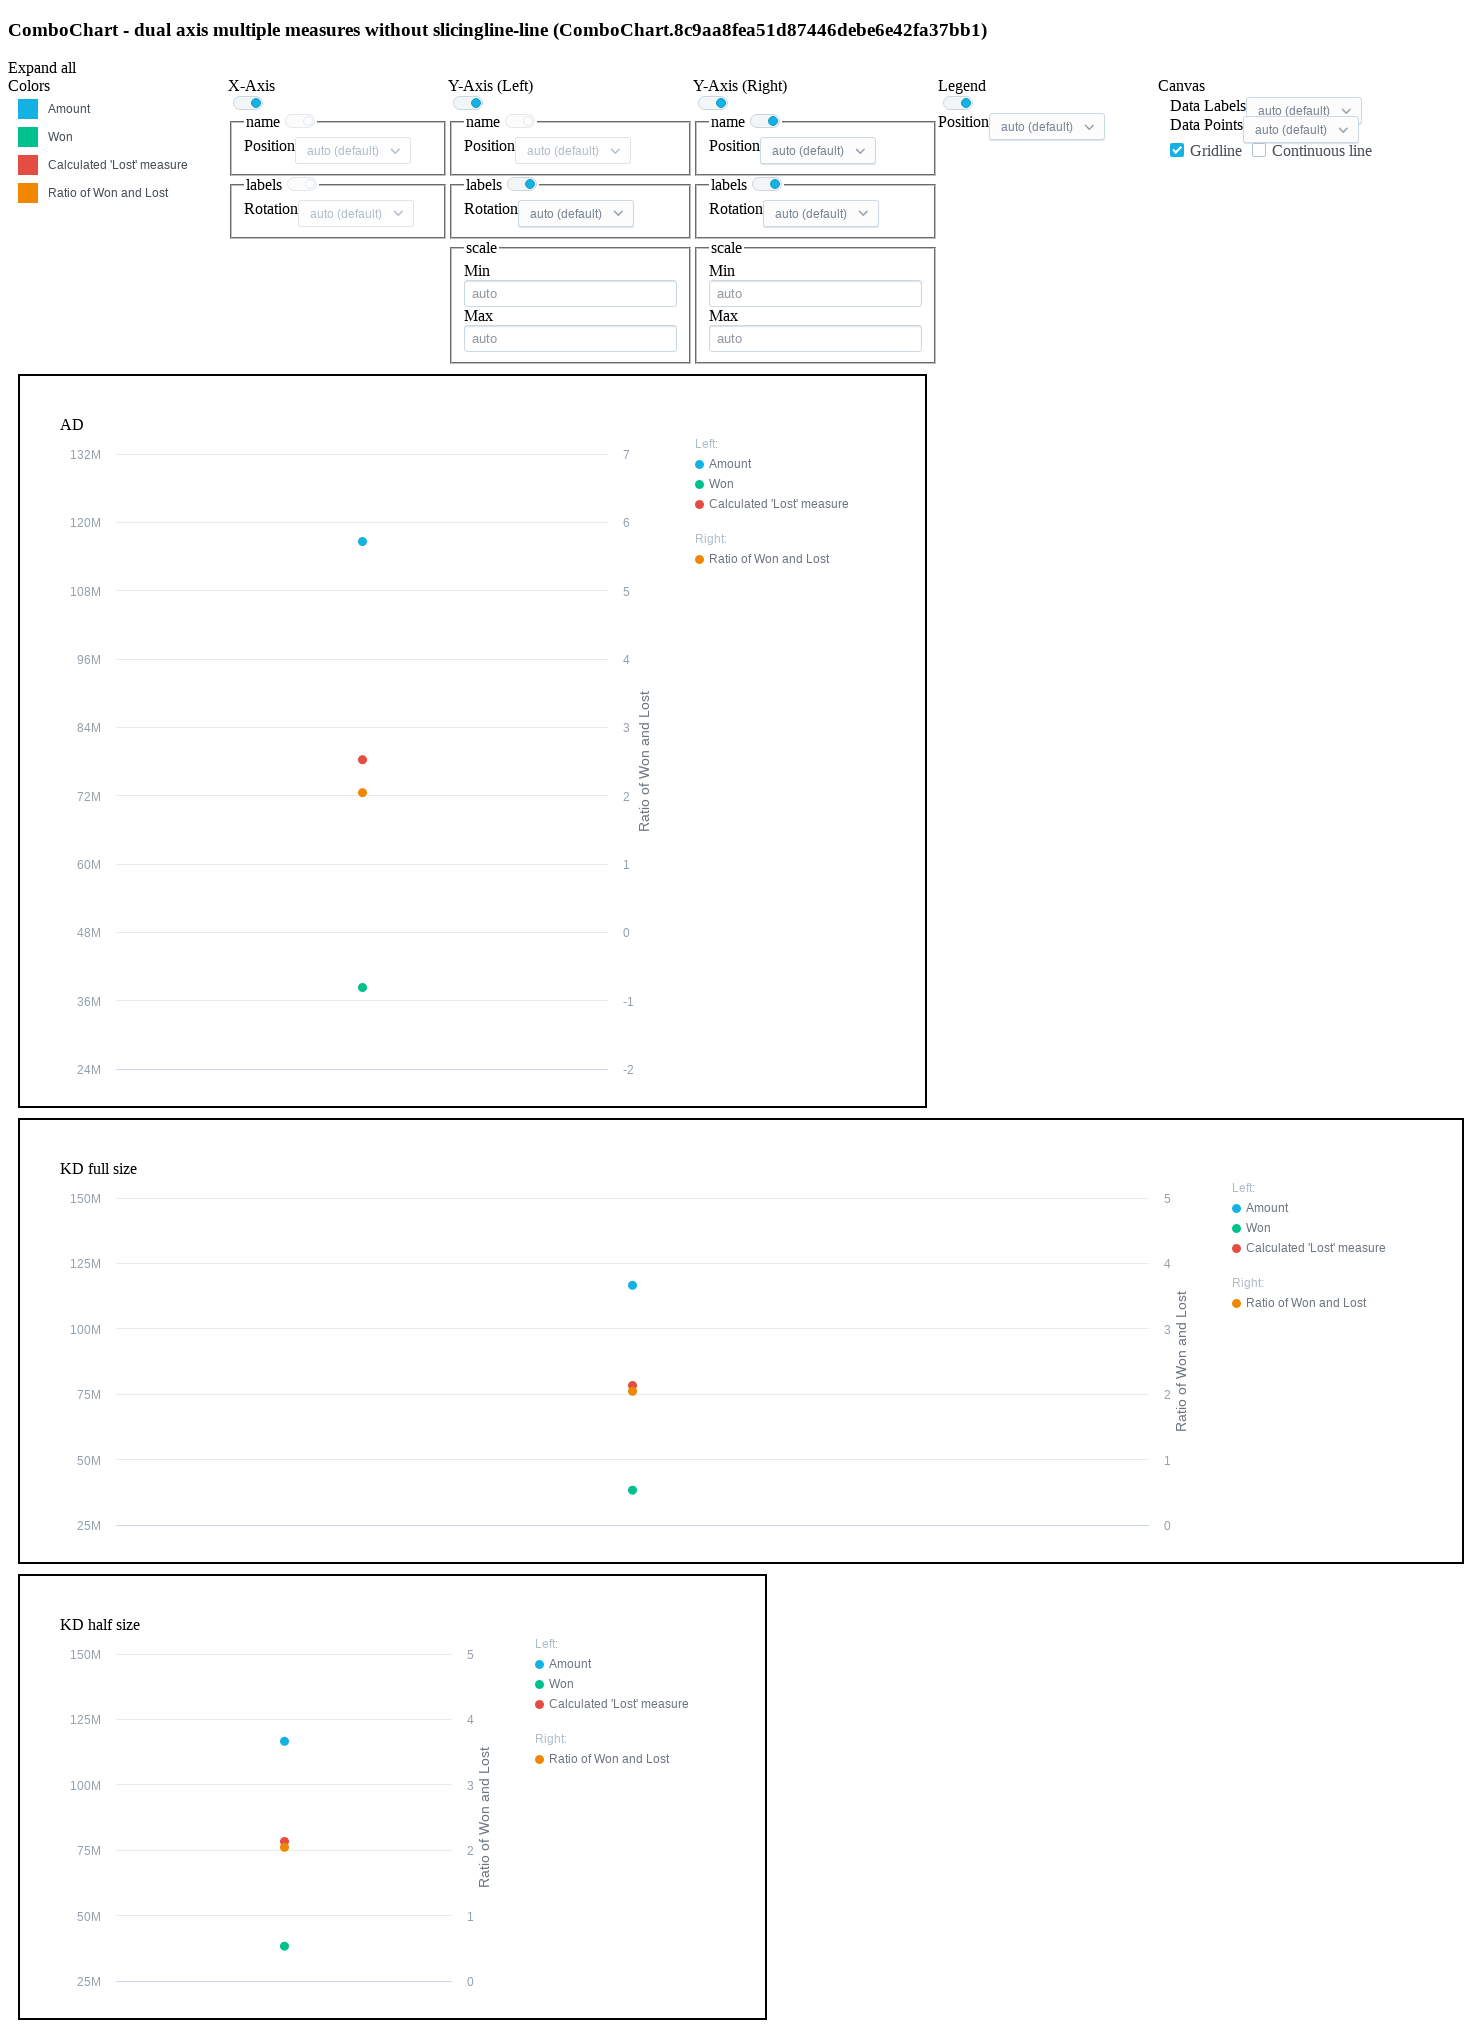 ComboChart - dual axis multiple measures without slicingline-line (ComboChart.8c9aa8fea51d87446debe6e42fa37bb1)
Expand all
Colors
Amount
Won
Calculated 'Lost' measure
Ratio of Won and Lost
X-Axis
name
Position auto (default)
labels
Rotation auto (default)
Y-Axis (Left)
name
Position auto (default)
labels
Rotation auto (default)
scale
Min
auto
Max
auto
Y-Axis (Right)
name
Position auto (default)
labels
Rotation auto (default)
scale
Min
auto
Max
auto
Legend
Position auto (default)
Canvas
Data Labels auto (default)
Data Points auto (default)
Gridline Continuous line
AD
132M
120M
108M
96M
84M
72M
60M
48M
36M
24M
7
6
5
4
3
2
1
0
-1
-2
Ratio of Won and Lost
Left:
Amount
Won
Calculated 'Lost' measure
Right:
Ratio of Won and Lost
KD full size
150M
125M
100M
75M
50M
25M
5
4
3
2
1
0
Ratio of Won and Lost
Left:
Amount
Won
Calculated 'Lost' measure
Right:
Ratio of Won and Lost
KD half size
150M
125M
100M
75M
50M
25M
5
4
3
2
1
0
Ratio of Won and Lost
Left:
Amount
Won
Calculated 'Lost' measure
Right:
Ratio of Won and Lost